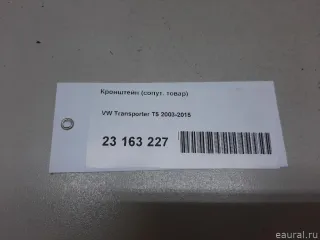 Кронштейн (сопут. товар)
VW Transporter T5 2003-2015
23 163 227
eaural.ru